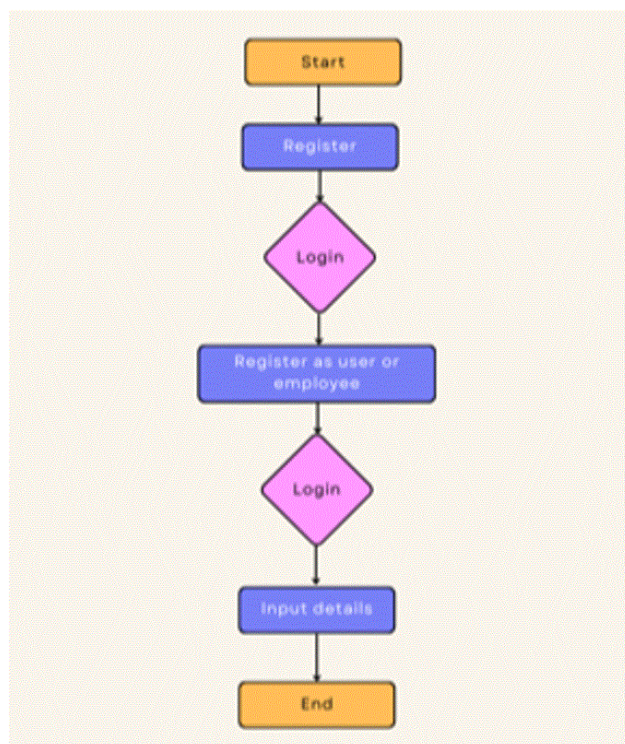 Start
Register
Login
Register as user or
employee
Login
Input details
End